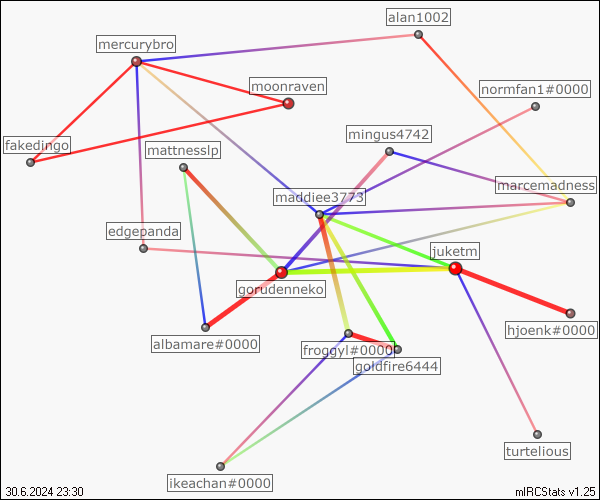 alan1002
mercurybro
moonraven
normfan1#0000
mingus4742
fakedingo
mattnesslp
marcemadness
maddiee3773
edgepanda
juketm
gorudenneko
hjoenk#0000
albamare#0000
froggyl#0000
goldfire6444
turtelious
ikeachan#0000
30.6.2024 23:30
mIRCStats v1.25